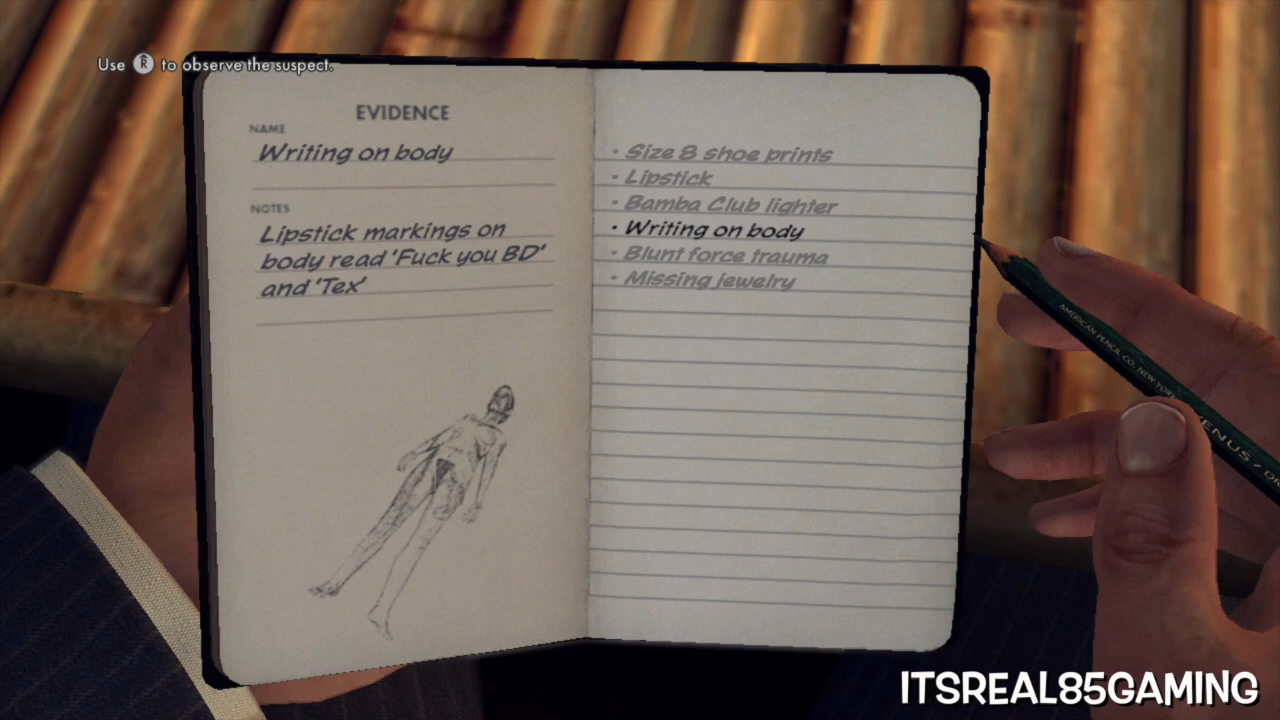 Use R to observe the suspect.
EVIDENCE
NAME
Writing on body
NOTES
Lipstick markings on
body read 'Fuck you BD'
and 'Tex'
• Size 8 shoe prints
• Lipstick
• Bamba Club lighter
• Writing on body
• Blunt force trauma
• Missing jewelry
AMERICAN PENCIL CO. NEW YORK
VENUS
ITSREAL85GAMING